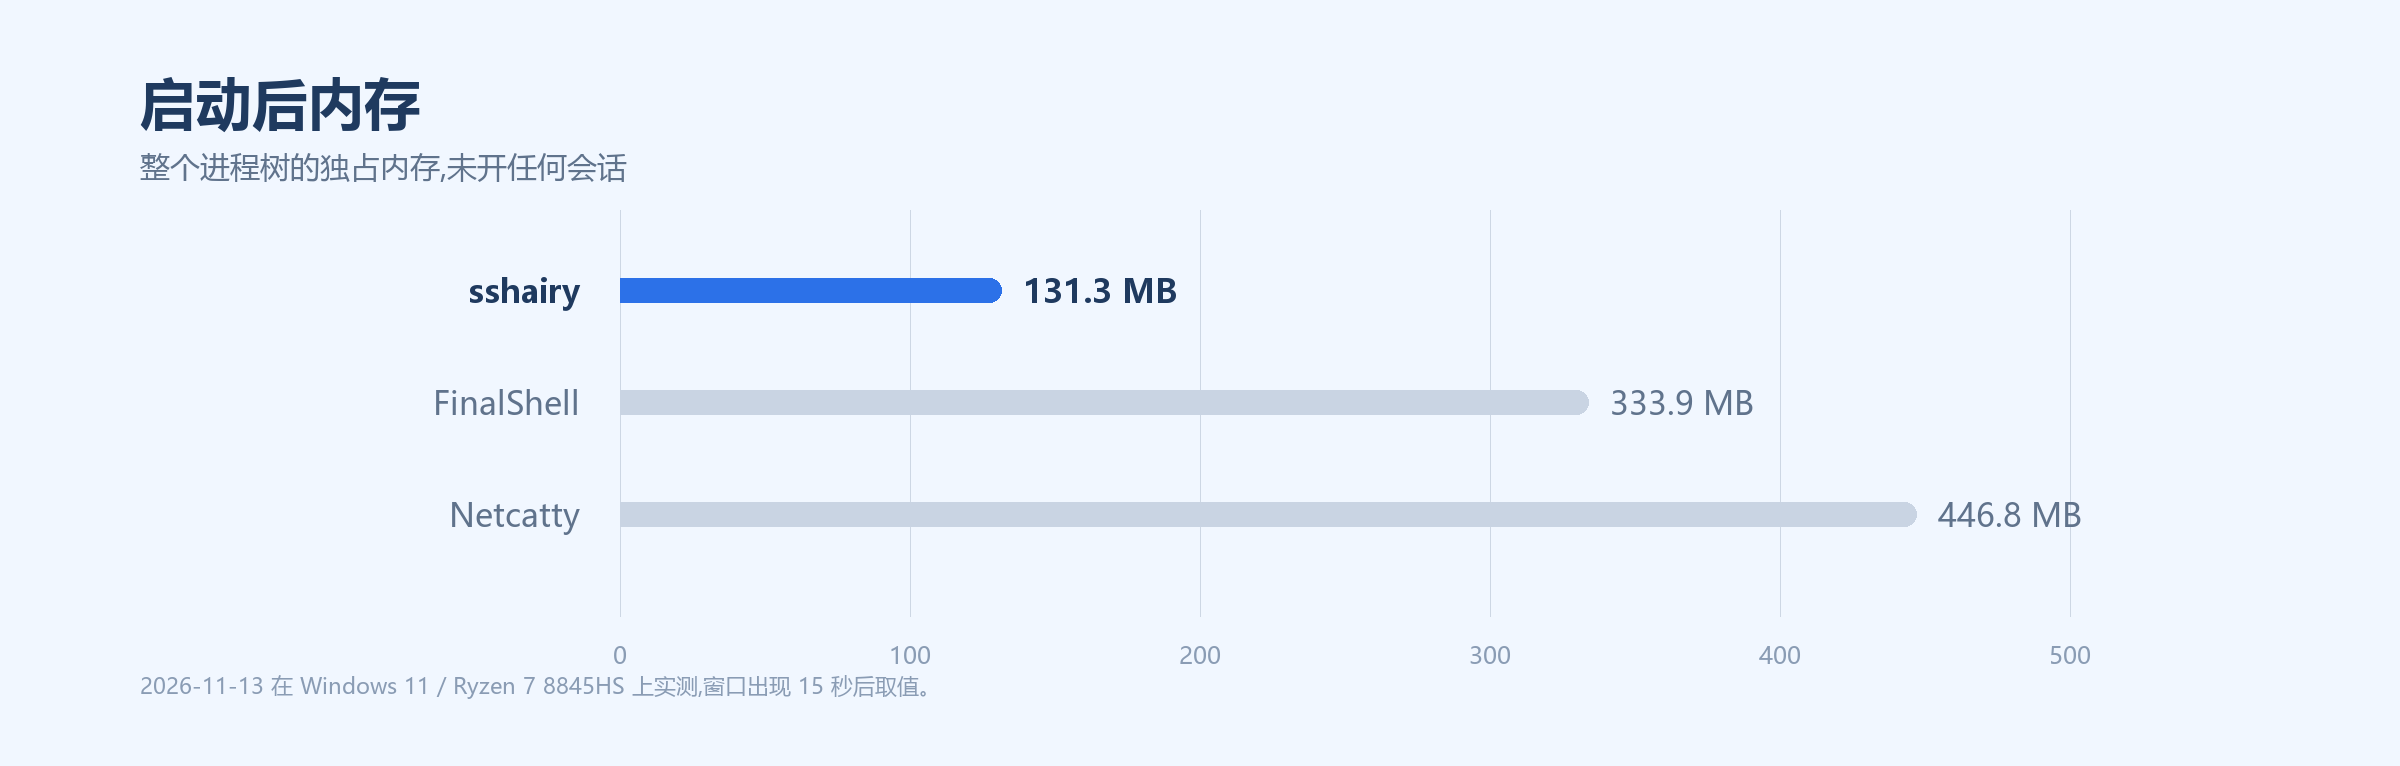 启动后内存
整个进程树的独占内存,未开任何会话
sshairy 131.3 MB
FinalShell 333.9 MB
Netcatty 446.8 MB
0 100 200 300 400 500
2026-11-13 在 Windows 11 / Ryzen 7 8845HS 上实测,窗口出现 15 秒后取值。